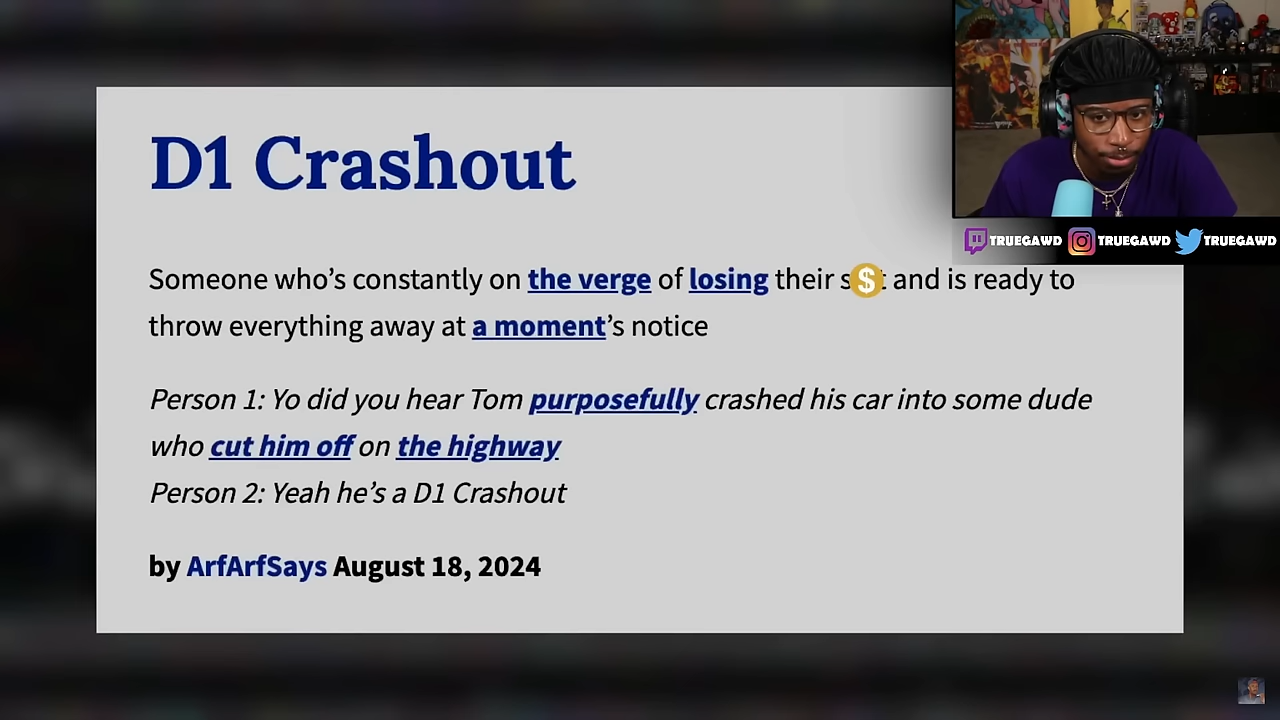 D1 Crashout
TRUEGAWD TRUEGAWD TRUEGAWD
Someone who's constantly on the verge of losing their s$t and is ready to
throw everything away at a moment's notice
Person 1: Yo did you hear Tom purposefully crashed his car into some dude
who cut him off on the highway
Person 2: Yeah he's a D1 Crashout
by ArfArfSays August 18, 2024